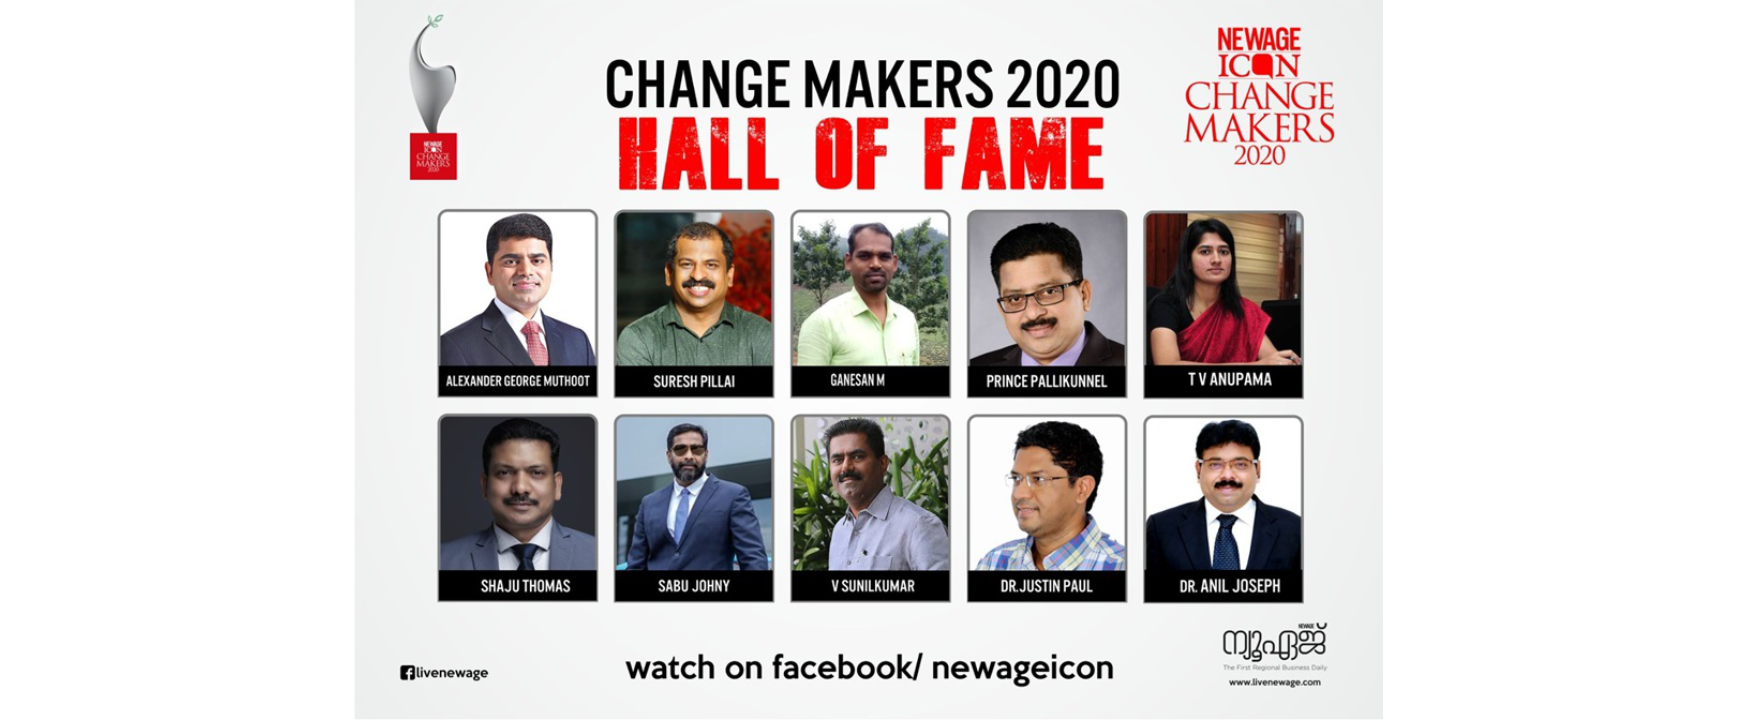 NEWAGE
ICON
CHANGE
MAKERS
2020
CHANGE MAKERS 2020
HALL OF FAME
NEWAGE
ICON
CHANGE
MAKERS
2020
ALEXANDER GEORGE MUTHOOT
SURESH PILLAI
GANESAN M
PRINCE PALLIKUNNEL
T V ANUPAMA
SHAJU THOMAS
SABU JOHNY
V SUNILKUMAR
DR.JUSTIN PAUL
DR. ANIL JOSEPH
livenewage
watch on facebook/ newageicon
NEWAGE
ന്യൂഏജ്
The First Regional Business Daily
www.livenewage.com